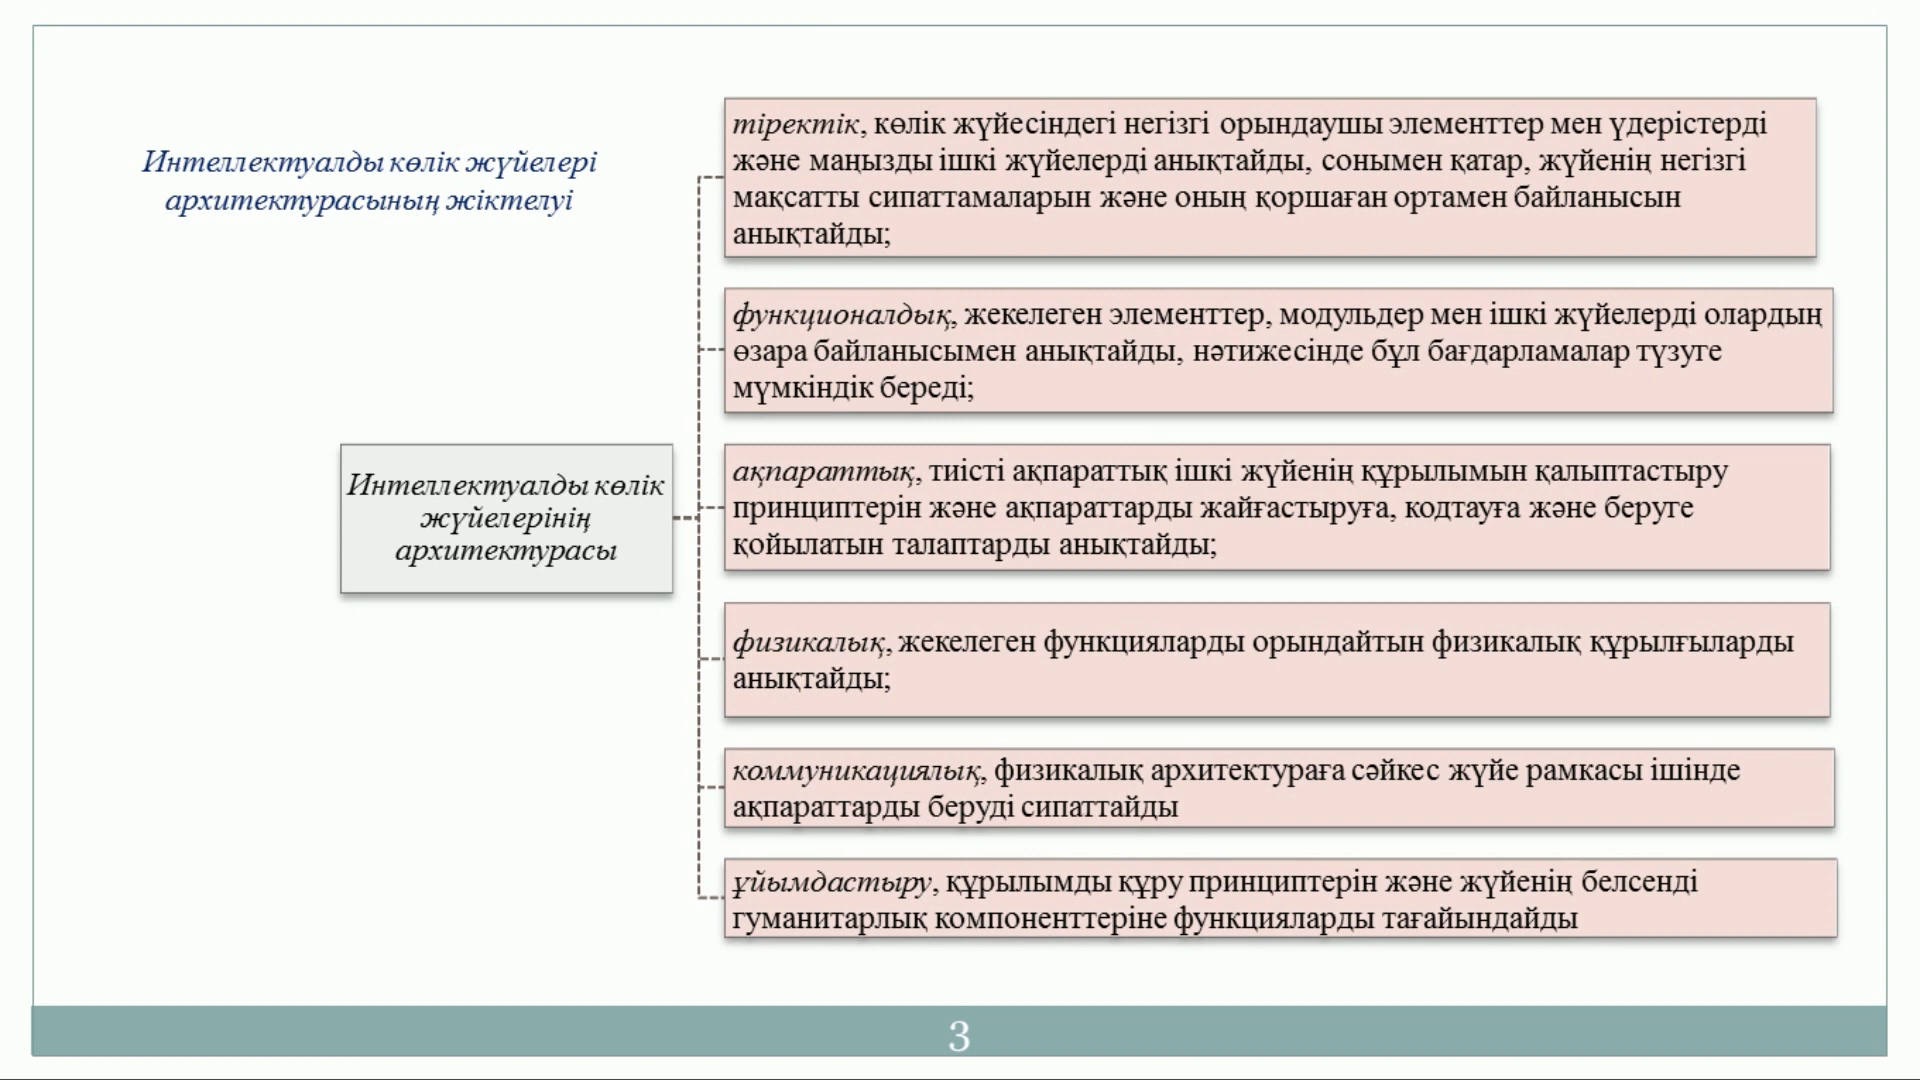 Интеллектуалды көлік жүйелері
архитектурасының жіктелуі
Интеллектуалды көлік
жүйелерінің
архитектурасы
тіректік, көлік жүйесіндегі негізгі орындаушы элементтер мен үдерістерді
және маңызды ішкі жүйелерді анықтайды, сонымен қатар, жүйенің негізгі
мақсатты сипаттамаларын және оның қоршаған ортамен байланысын
анықтайды;
функционалдық, жекелеген элементтер, модульдер мен ішкі жүйелерді олардың
өзара байланысымен анықтайды, нәтижесінде бұл бағдарламалар түзуге
мүмкіндік береді;
ақпараттық, тиісті ақпараттық ішкі жүйенің құрылымын қалыптастыру
принциптерін және ақпараттарды жайғастыруға, кодтауға және беруге
қойылатын талаптарды анықтайды;
физикалық, жекелеген функцияларды орындайтын физикалық құрылғыларды
анықтайды;
коммуникациялық, физикалық архитектураға сәйкес жүйе рамкасы ішінде
ақпараттарды беруді сипаттайды
ұйымдастыру, құрылымды құру принциптерін және жүйенің белсенді
гуманитарлық компоненттеріне функцияларды тағайындайды
3